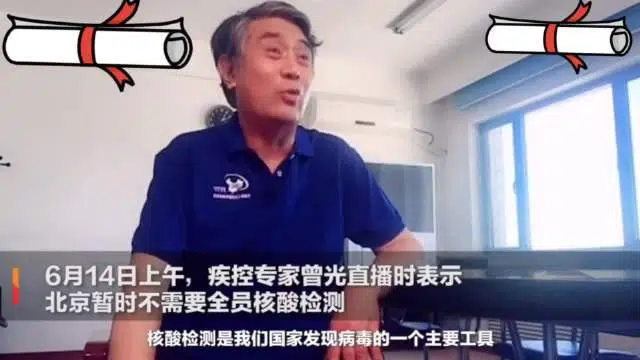 6月14日上午，疾控专家曾光直播时表示
北京暂时不需要全员核酸检测
核酸检测是我们国家发现病毒的一个主要工具